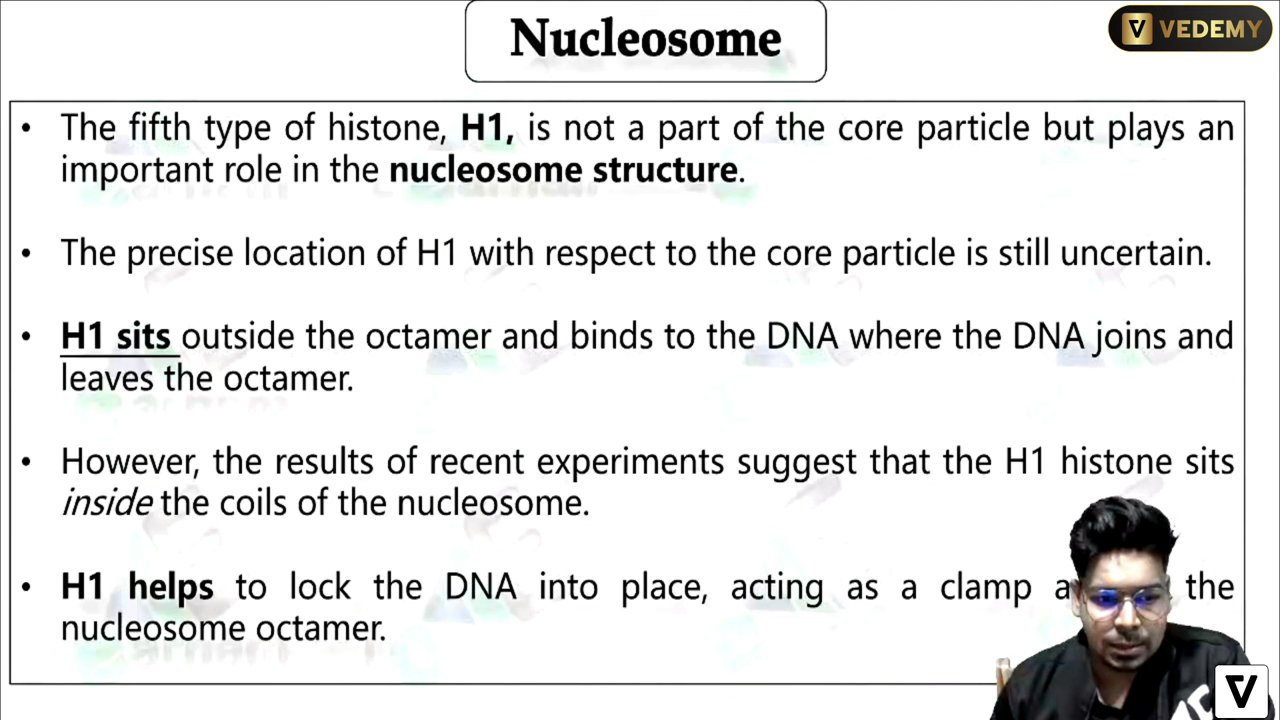 Nucleosome
VEDEMY
• The fifth type of histone, H1, is not a part of the core particle but plays an
important role in the nucleosome structure.
• The precise location of H1 with respect to the core particle is still uncertain.
• H1 sits outside the octamer and binds to the DNA where the DNA joins and
leaves the octamer.
• However, the results of recent experiments suggest that the H1 histone sits
inside the coils of the nucleosome.
• H1 helps to lock the DNA into place, acting as a clamp the
nucleosome octamer.